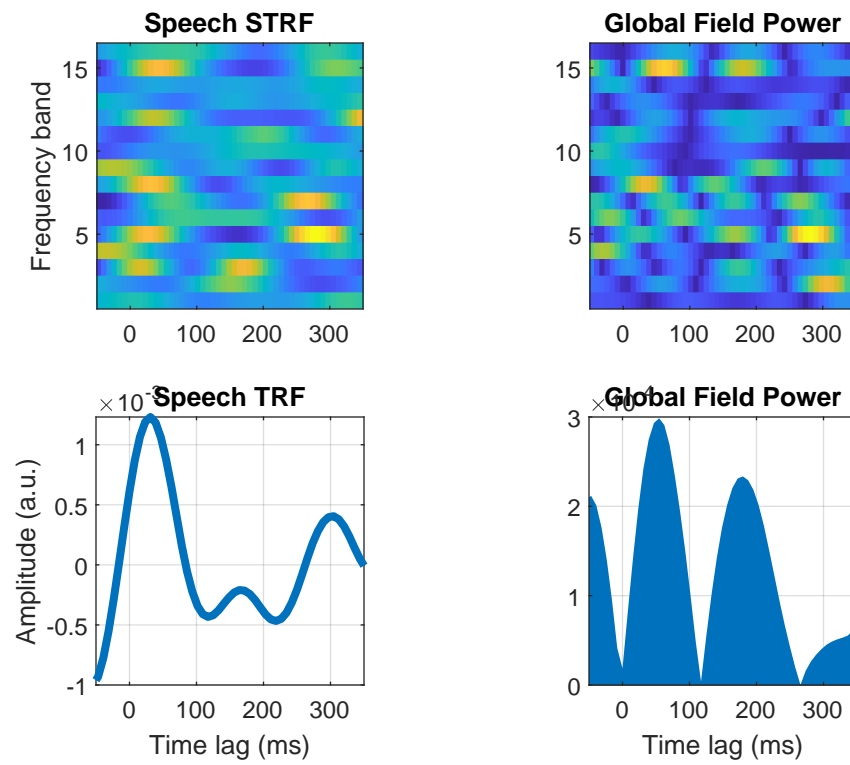 Speech STRF
Global Field Power
Frequency band
15
10
5
0 100 200 300
15
10
5
0 100 200 300
Speech TRF
×10⁻³
Global Field Power
Amplitude (a.u.)
1
0.5
0
-0.5
-1
0 100 200 300
Time lag (ms)
3
2
1
0
0 100 200 300
Time lag (ms)